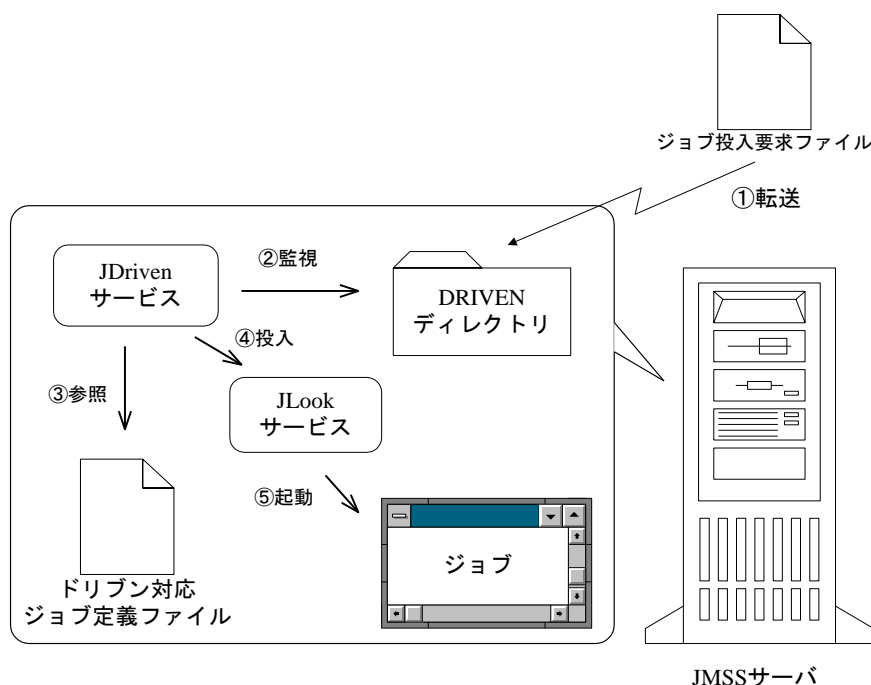 ジョブ投入要求ファイル
①転送
JDriven
サービス
②監視
DRIVEN
ディレクトリ
④投入
③参照
JLook
サービス
⑤起動
ジョブ
ドリブン対応
ジョブ定義ファイル
JMSSサーバ